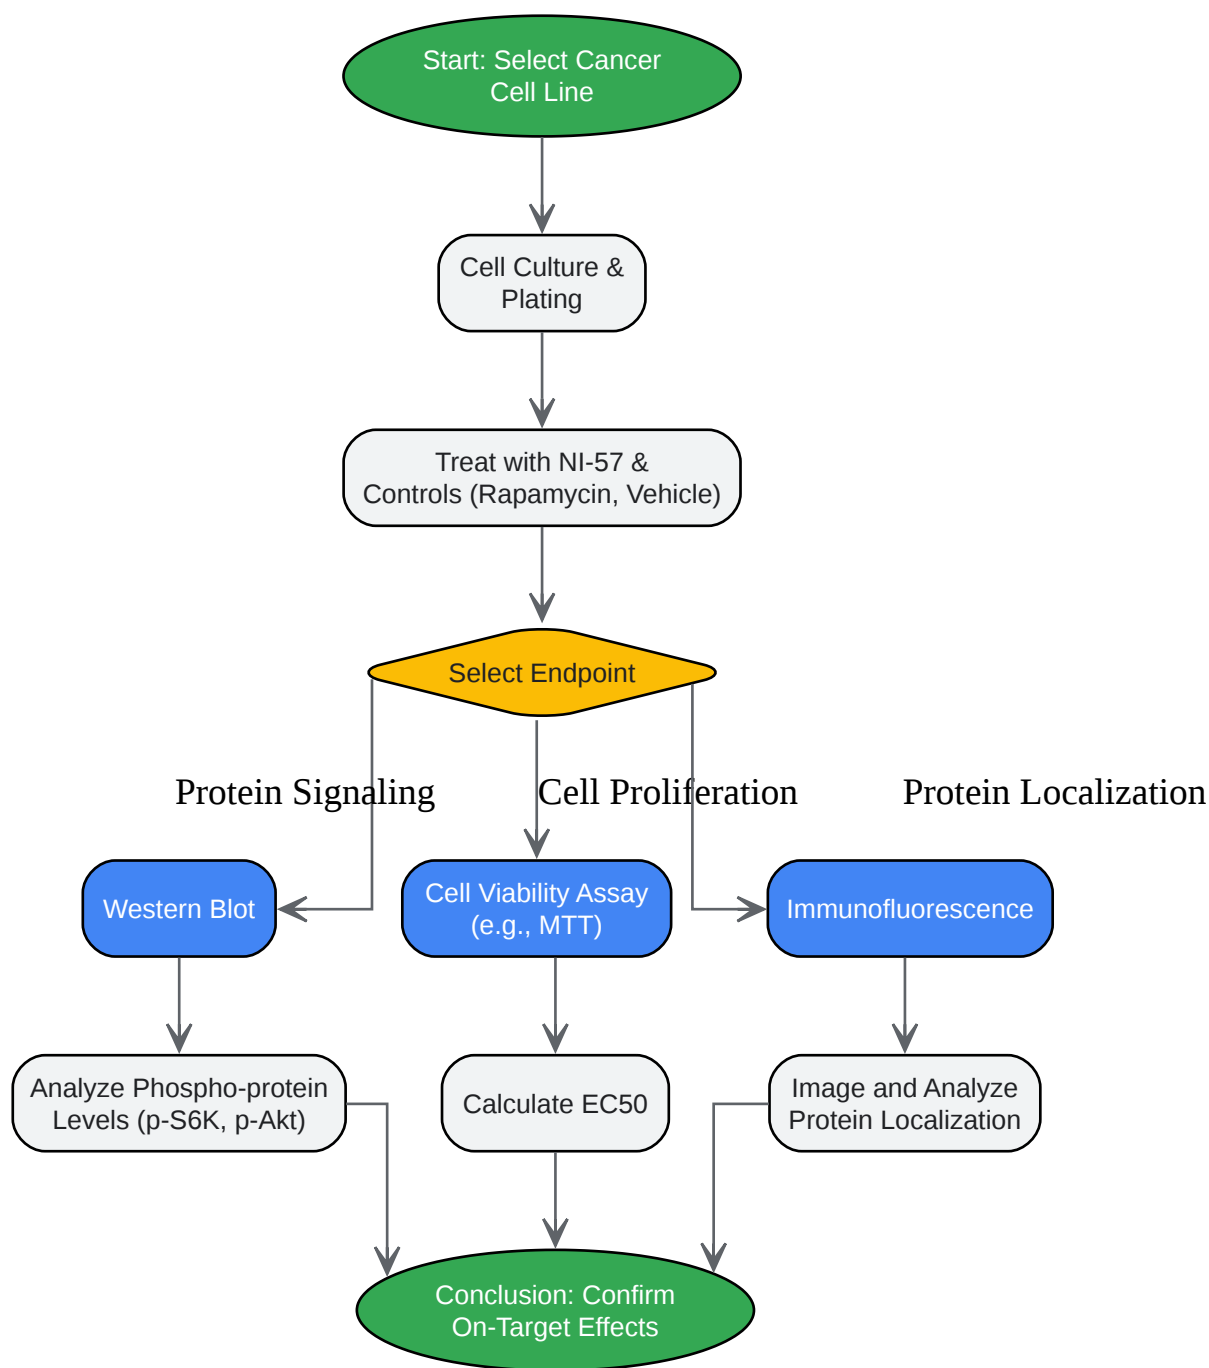 Start: Select Cancer
Cell Line
Cell Culture &
Plating
Treat with NI-57 &
Controls (Rapamycin, Vehicle)
Select Endpoint
Protein Signaling
Cell Proliferation
Protein Localization
Western Blot
Cell Viability Assay
(e.g., MTT)
Immunofluorescence
Analyze Phospho-protein
Levels (p-S6K, p-Akt)
Calculate EC50
Image and Analyze
Protein Localization
Conclusion: Confirm
On-Target Effects